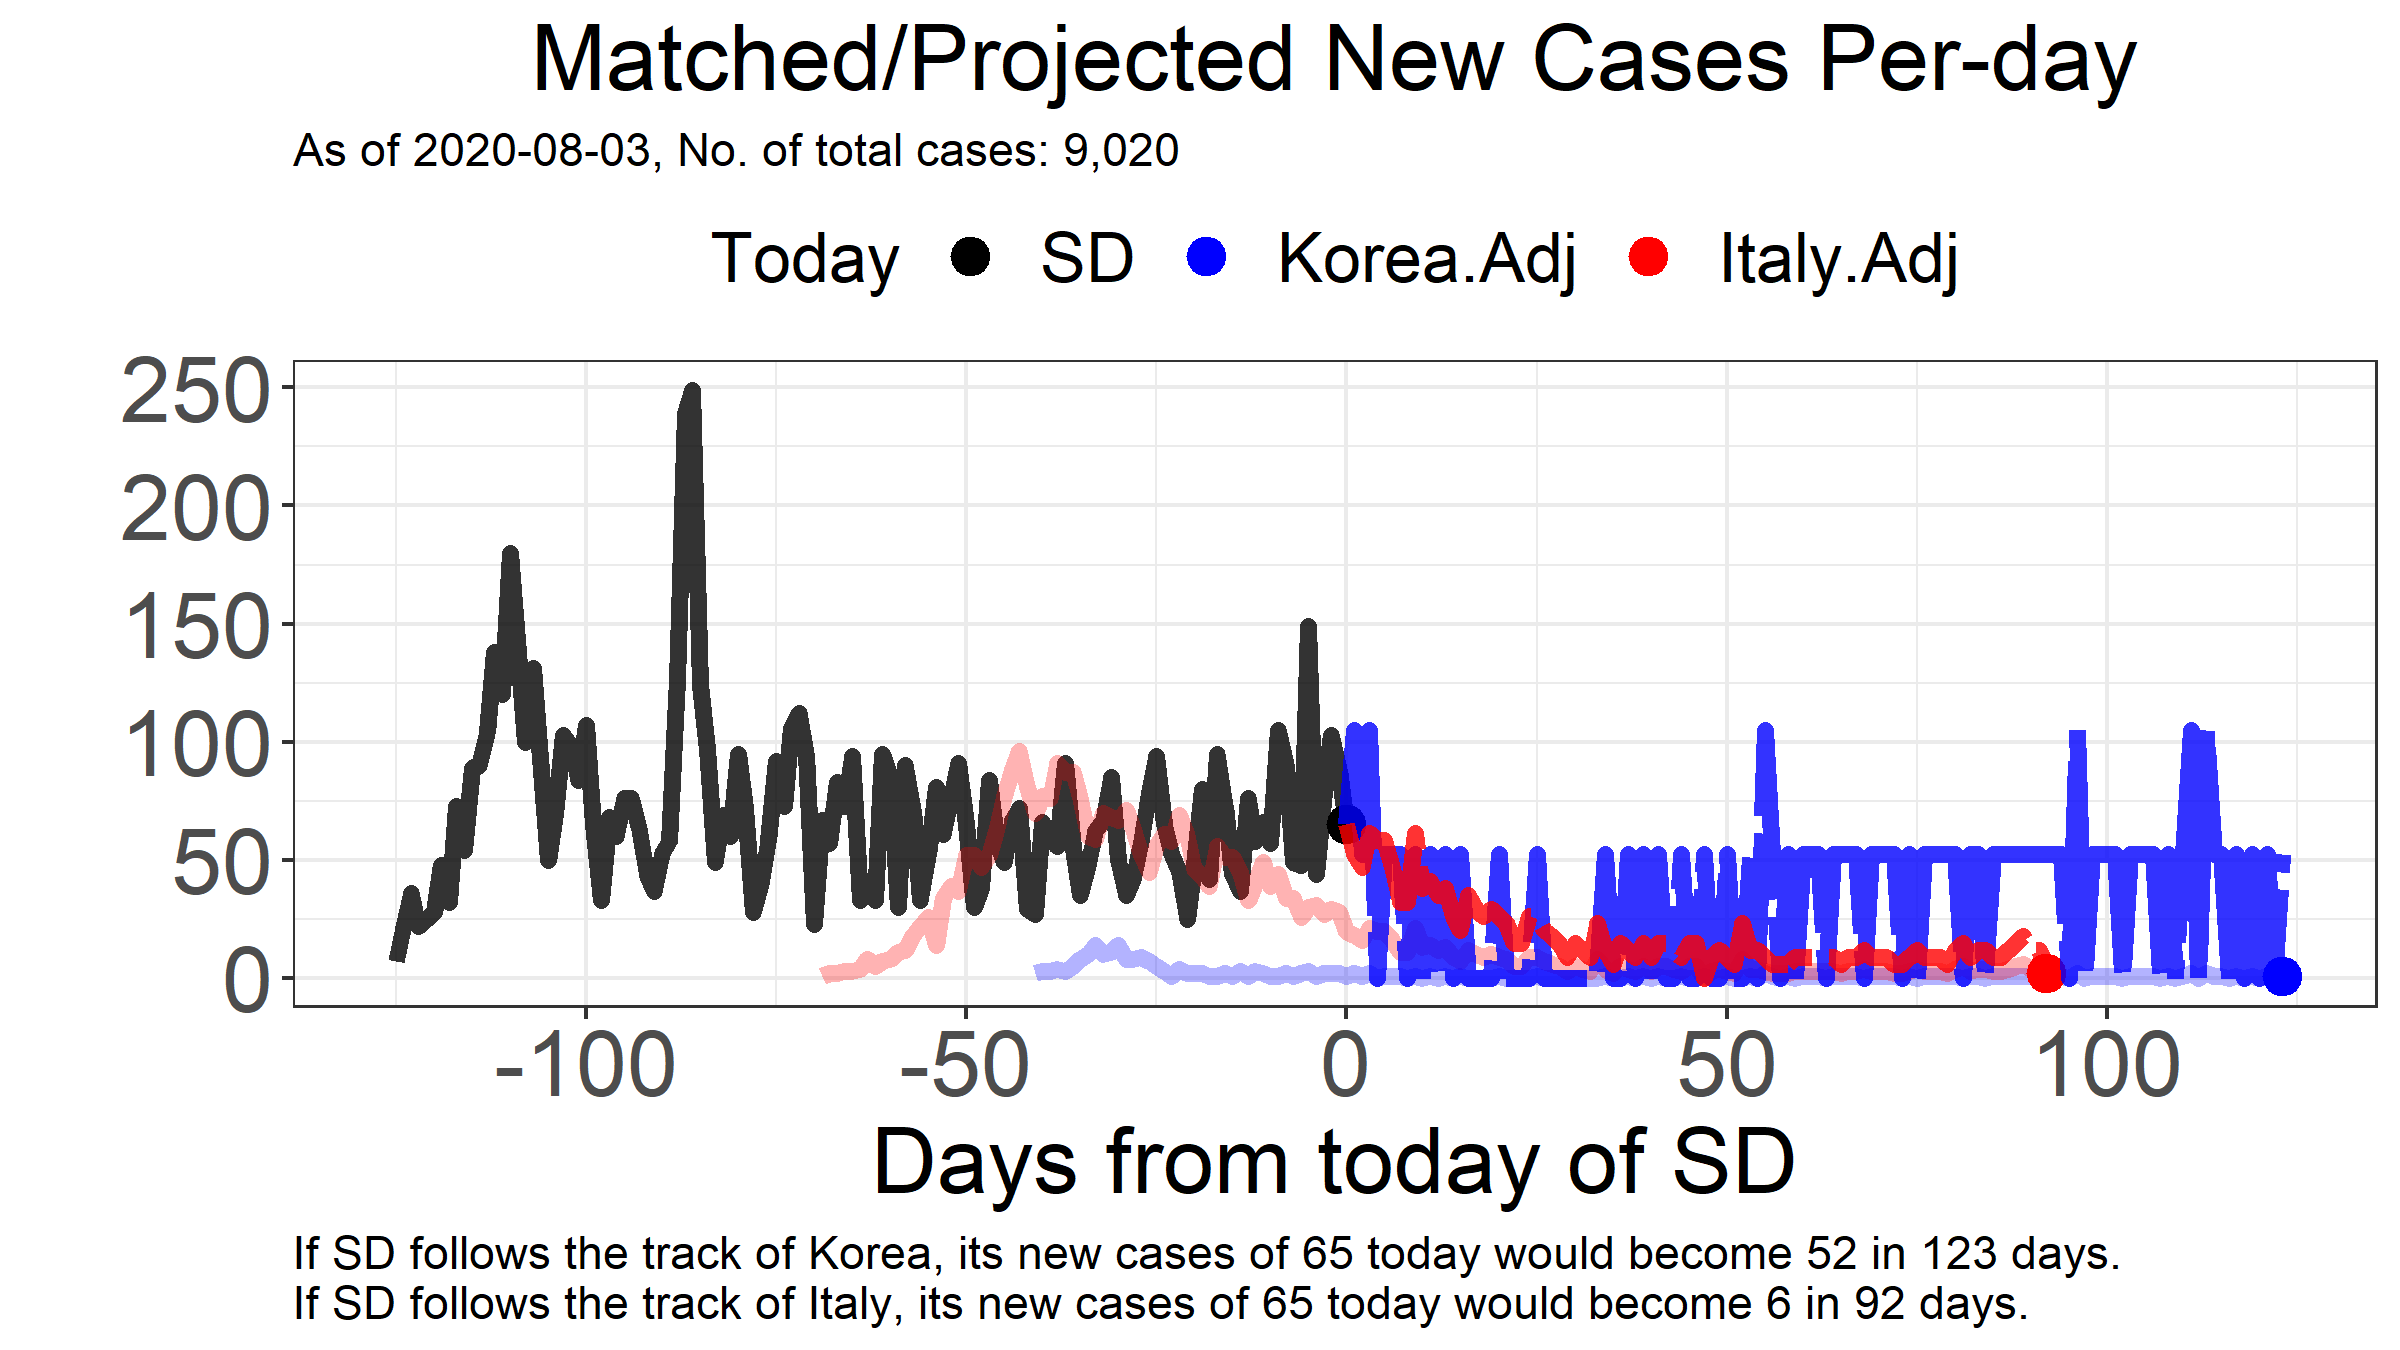 Matched/Projected New Cases Per-day
As of 2020-08-03, No. of total cases: 9,020
Today SD Korea.Adj Italy.Adj
250
200
150
100
50
0
-100 -50 0 50 100
Days from today of SD
If SD follows the track of Korea, its new cases of 65 today would become 52 in 123 days.
If SD follows the track of Italy, its new cases of 65 today would become 6 in 92 days.